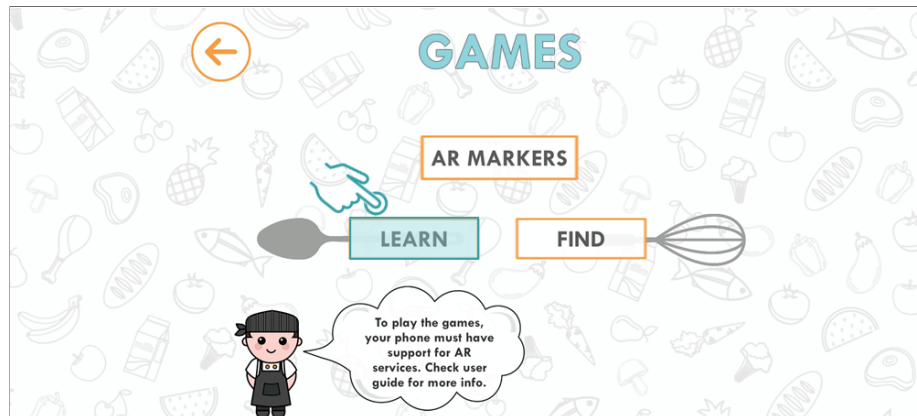 GAMES
AR MARKERS
LEARN
FIND
To play the games,
your phone must have
support for AR
services. Check user
guide for more info.